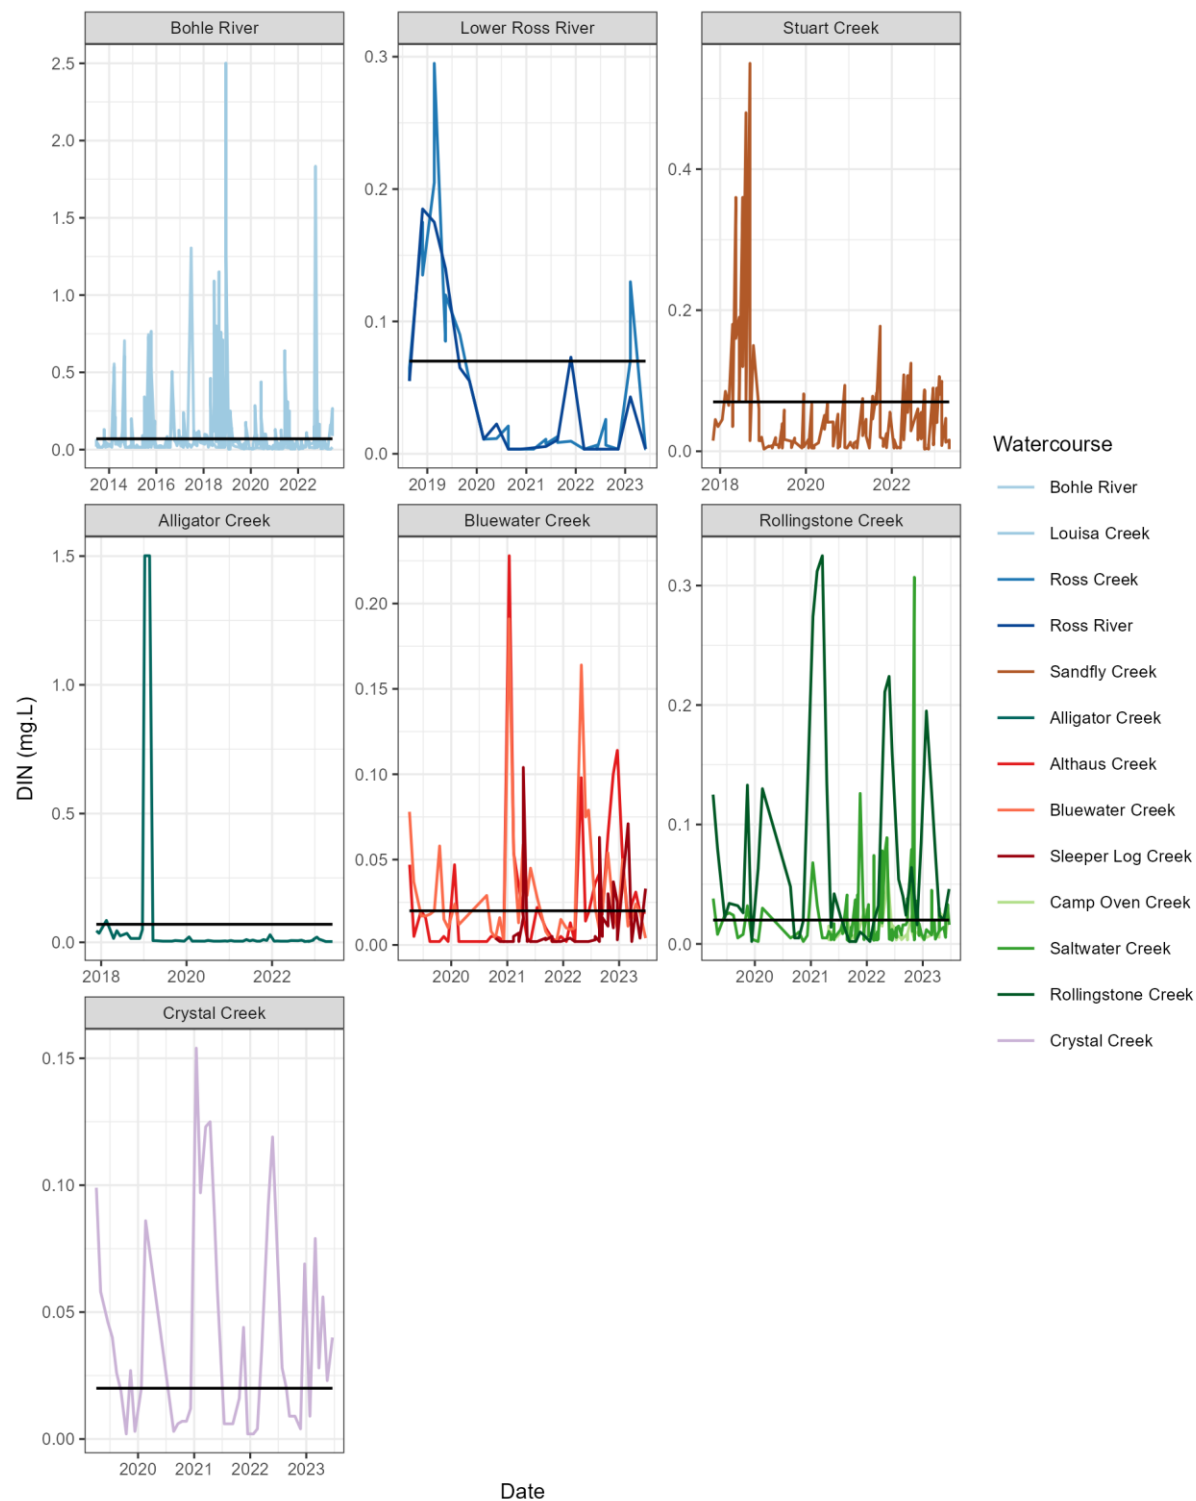 Bohle River
Lower Ross River
Stuart Creek
2.5
2.0
1.5
1.0
0.5
0.0
0.3
0.2
0.1
0.0
0.4
0.2
0.0
2014 2016 2018 2020 2022
2019 2020 2021 2022 2023
2018 2020 2022
Alligator Creek
Bluewater Creek
Rollingstone Creek
1.5
1.0
0.5
0.0
0.20
0.15
0.10
0.05
0.00
0.3
0.2
0.1
0.0
2018 2020 2022
2020 2021 2022 2023
2020 2021 2022 2023
Crystal Creek
0.15
0.10
0.05
0.00
2020 2021 2022 2023
DIN (mg.L)
Date
Watercourse
Bohle River
Louisa Creek
Ross Creek
Ross River
Sandfly Creek
Alligator Creek
Althaus Creek
Bluewater Creek
Sleeper Log Creek
Camp Oven Creek
Saltwater Creek
Rollingstone Creek
Crystal Creek